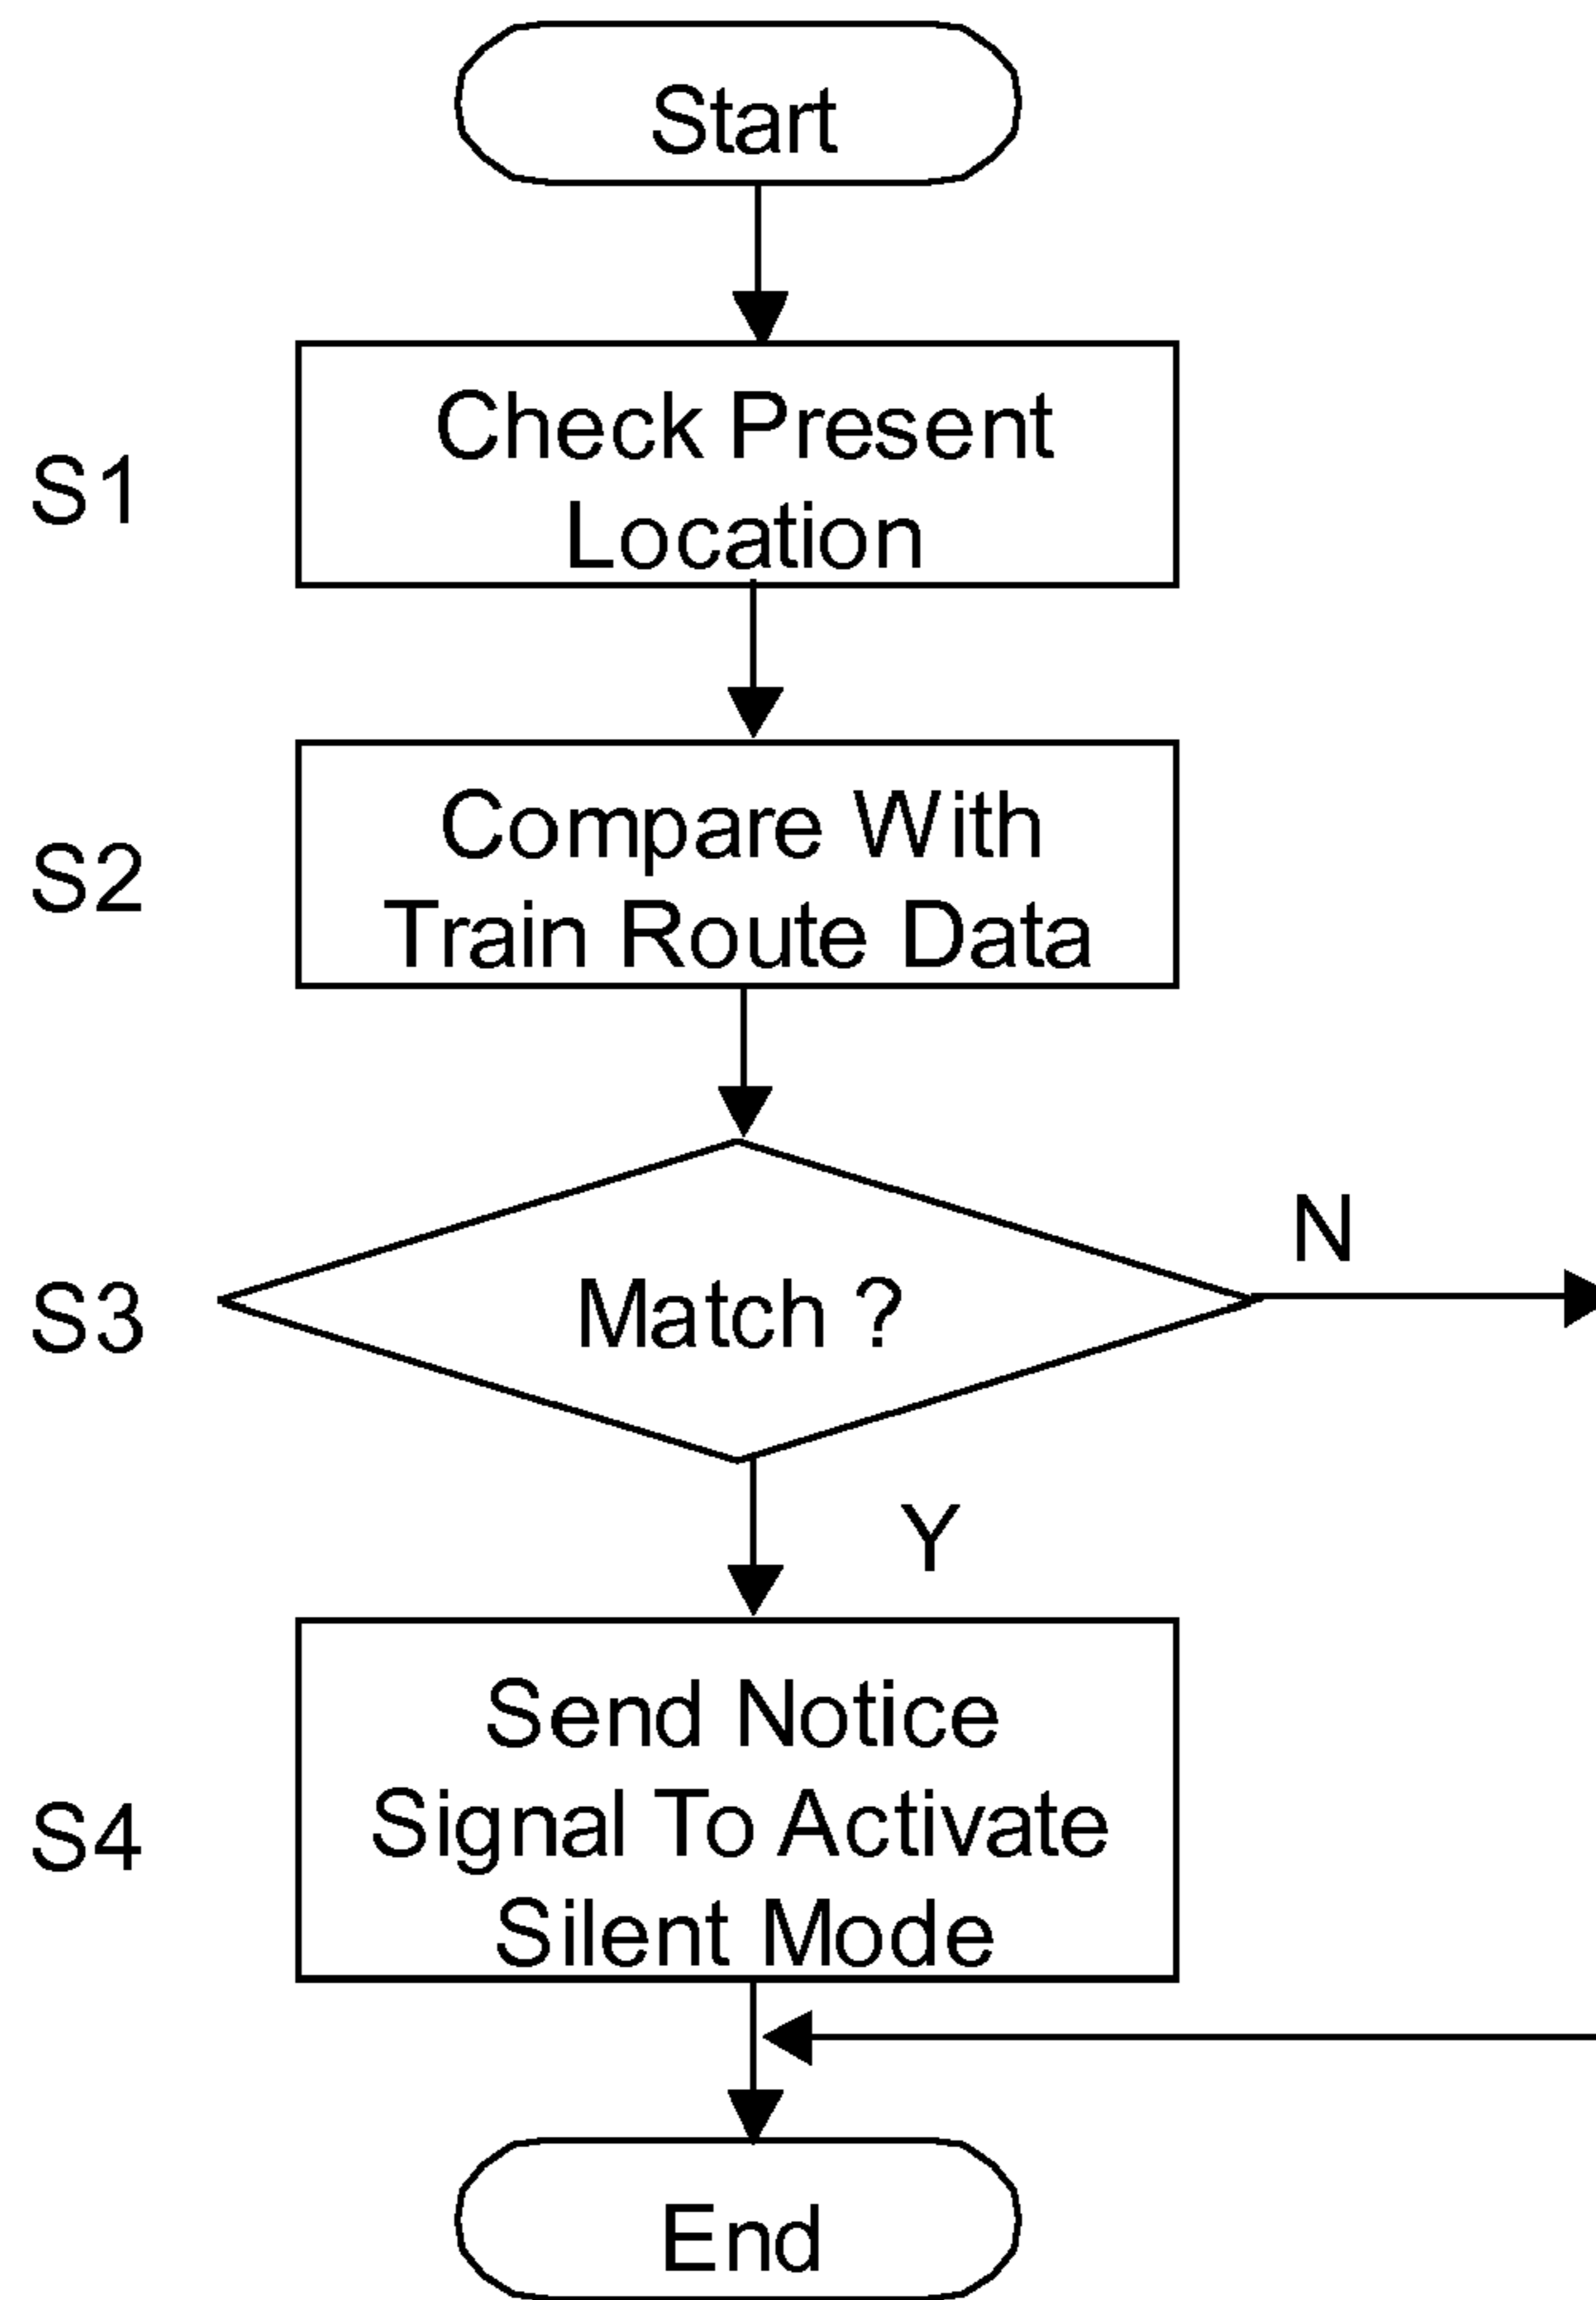 Start
S1
Check Present
Location
S2
Compare With
Train Route Data
N
S3
Match ?
Y
Send Notice
S4
Signal To Activate
Silent Mode
End